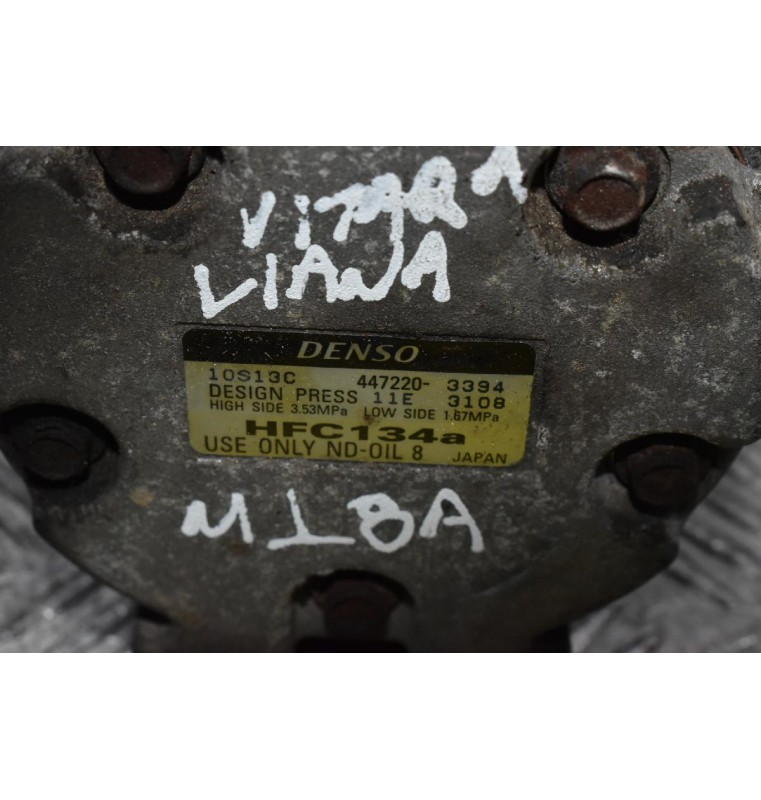 VITARA
LIANA
DENSO
10S13C 447220- 3394
DESIGN PRESS 11E 3108
HIGH SIDE 3.53MPa LOW SIDE 1.67MPa
HFC134a
USE ONLY ND-OIL 8 JAPAN
M18A